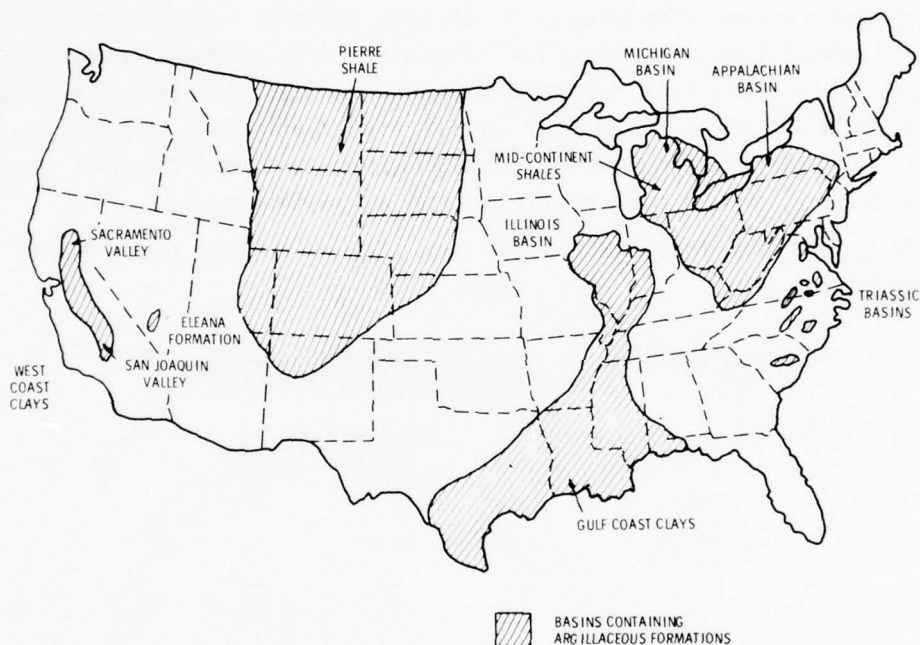 PIERRE
SHALE
MICHIGAN
BASIN
APPALACHIAN
BASIN
MID-CONTINENT
SHALES
ILLINOIS
BASIN
SACRAMENTO
VALLEY
ELEANA
FORMATION
TRIASSIC
BASINS
WEST
COAST
CLAYS
SAN JOAQUIN
VALLEY
GULF COAST CLAYS
BASINS CONTAINING
ARGILLACEOUS FORMATIONS